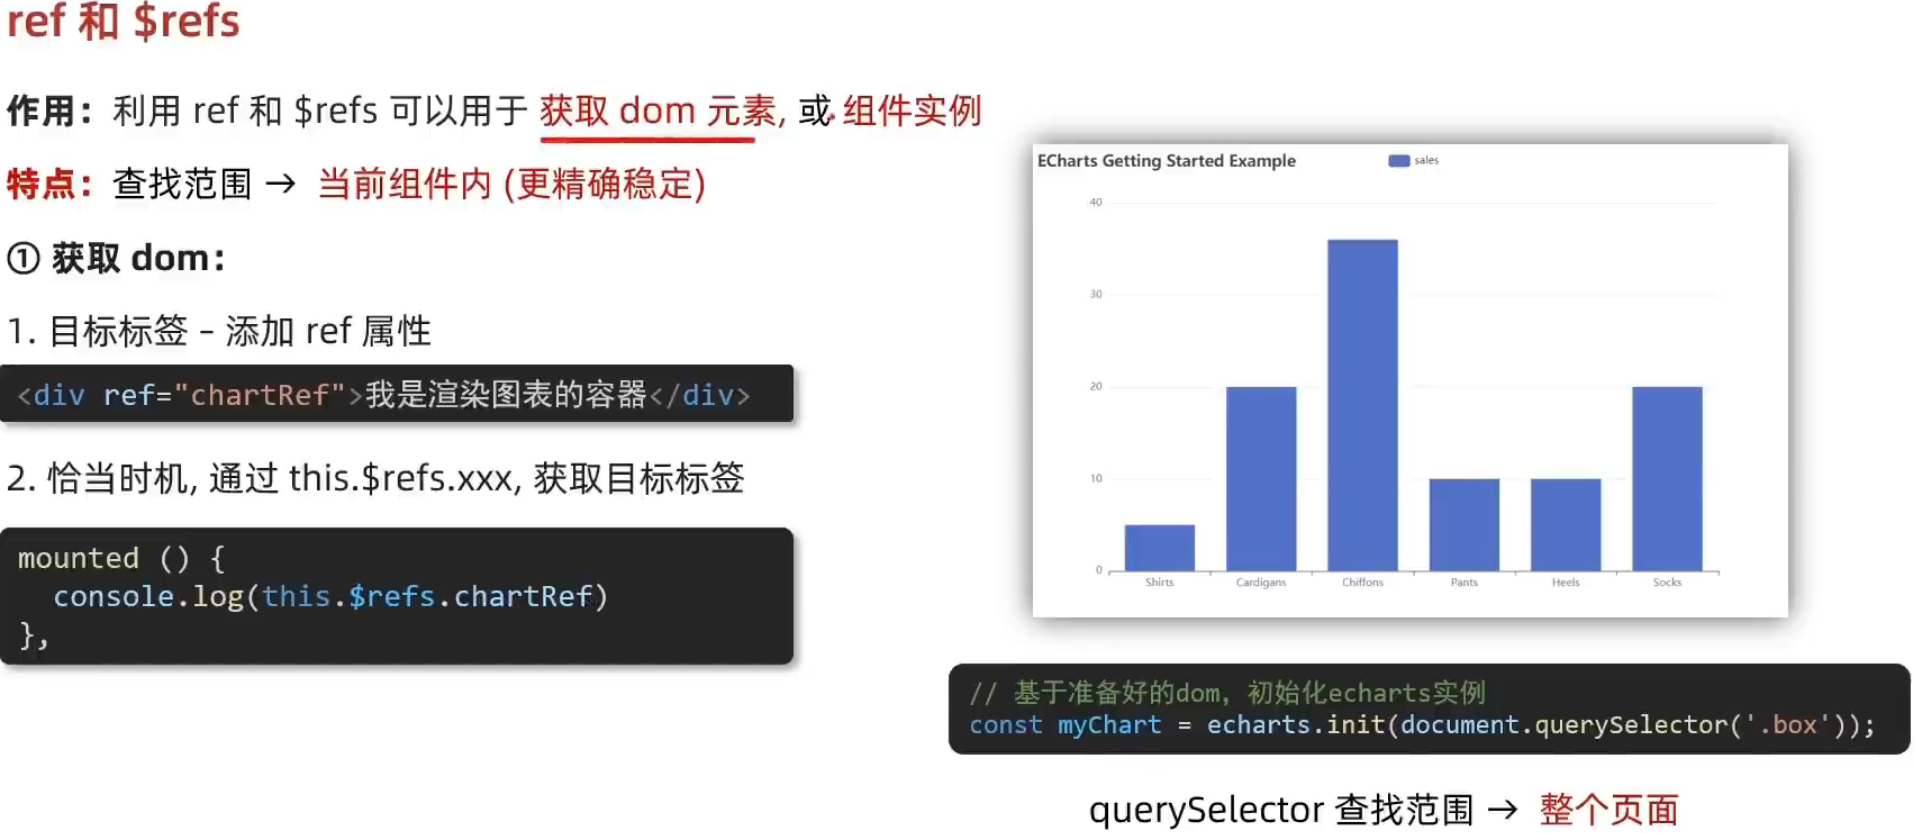 ref 和 $refs
作用：利用 ref 和 $refs 可以用于 获取 dom 元素, 或 组件实例
特点：查找范围 → 当前组件内 (更精确稳定)
① 获取 dom：
1. 目标标签 – 添加 ref 属性
<div ref="chartRef">我是渲染图表的容器</div>
2. 恰当时机, 通过 this.$refs.xxx, 获取目标标签
mounted () {
  console.log(this.$refs.chartRef)
},
ECharts Getting Started Example
sales
40
30
20
10
0
Shirts Cardigans Chiffons Pants Heels Socks
// 基于准备好的dom，初始化echarts实例
const myChart = echarts.init(document.querySelector('.box'));
querySelector 查找范围 → 整个页面